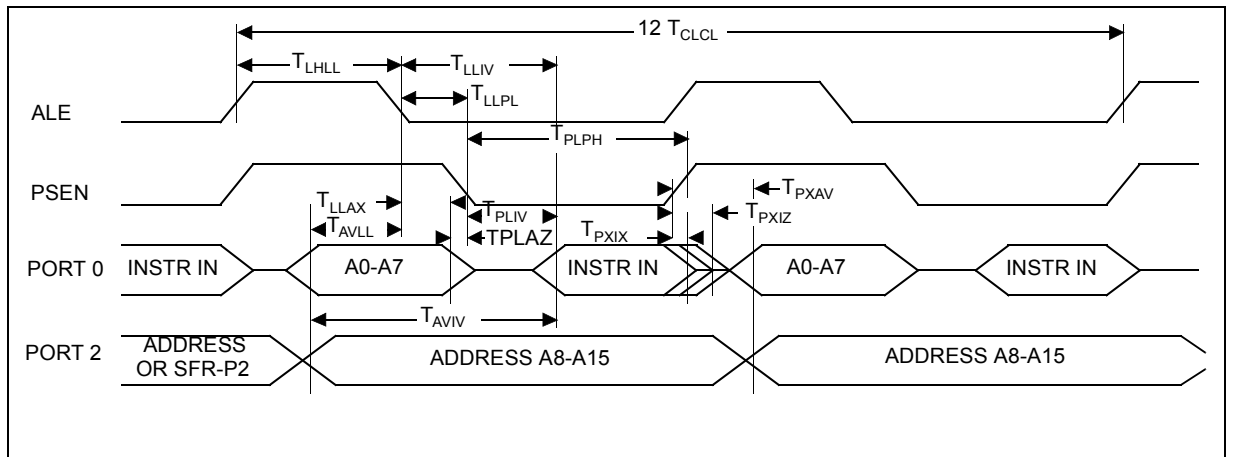 12 TCLCL
TLHLL TLLIV
TLLPL
ALE
TPLPH
PSEN
TLLAX TPLIV TPXAV
TPXIZ
TAVLL TPLAZ TPXIX
PORT 0 INSTR IN A0-A7 INSTR IN A0-A7 INSTR IN
TAVIV
PORT 2 ADDRESS OR SFR-P2 ADDRESS A8-A15 ADDRESS A8-A15